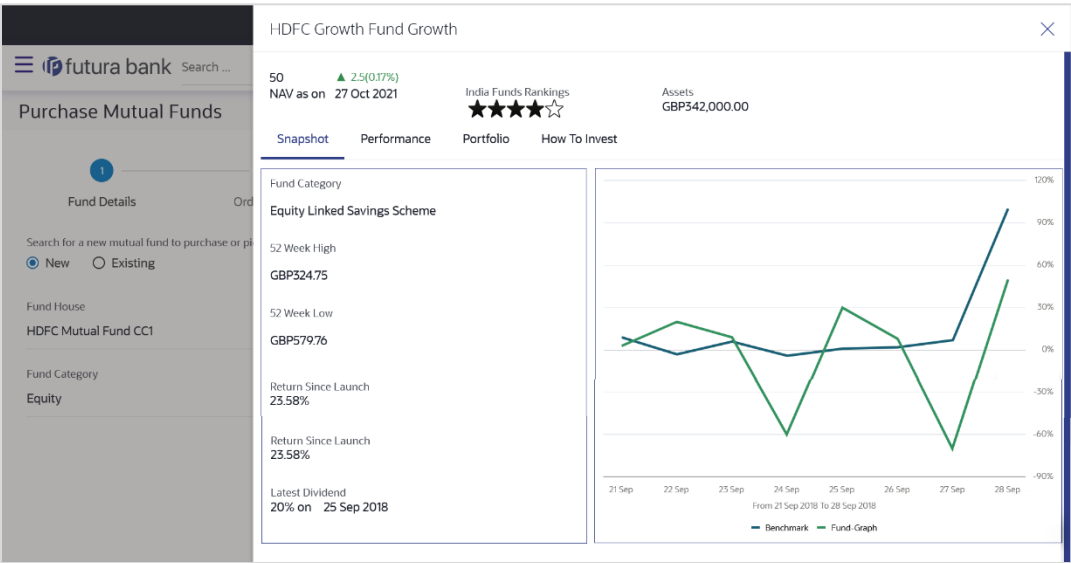 HDFC Growth Fund Growth
futura bank Search ...
Purchase Mutual Funds
1
Fund Details
Ord
Search for a new mutual fund to purchase or pi
New Existing
Fund House
HDFC Mutual Fund CC1
Fund Category
Equity
50 ▲ 2.5(0.17%)
NAV as on 27 Oct 2021
India Funds Rankings
Assets
GBP342,000.00
Snapshot Performance Portfolio How To Invest
Fund Category
Equity Linked Savings Scheme
52 Week High
GBP324.75
52 Week Low
GBP579.76
Return Since Launch
23.58%
Return Since Launch
23.58%
Latest Dividend
20% on 25 Sep 2018
120%
90%
60%
30%
0%
-30%
-60%
-90%
21 Sep 22 Sep 23 Sep 24 Sep 25 Sep 26 Sep 27 Sep 28 Sep
From 21 Sep 2018 To 28 Sep 2018
Benchmark Fund-Graph